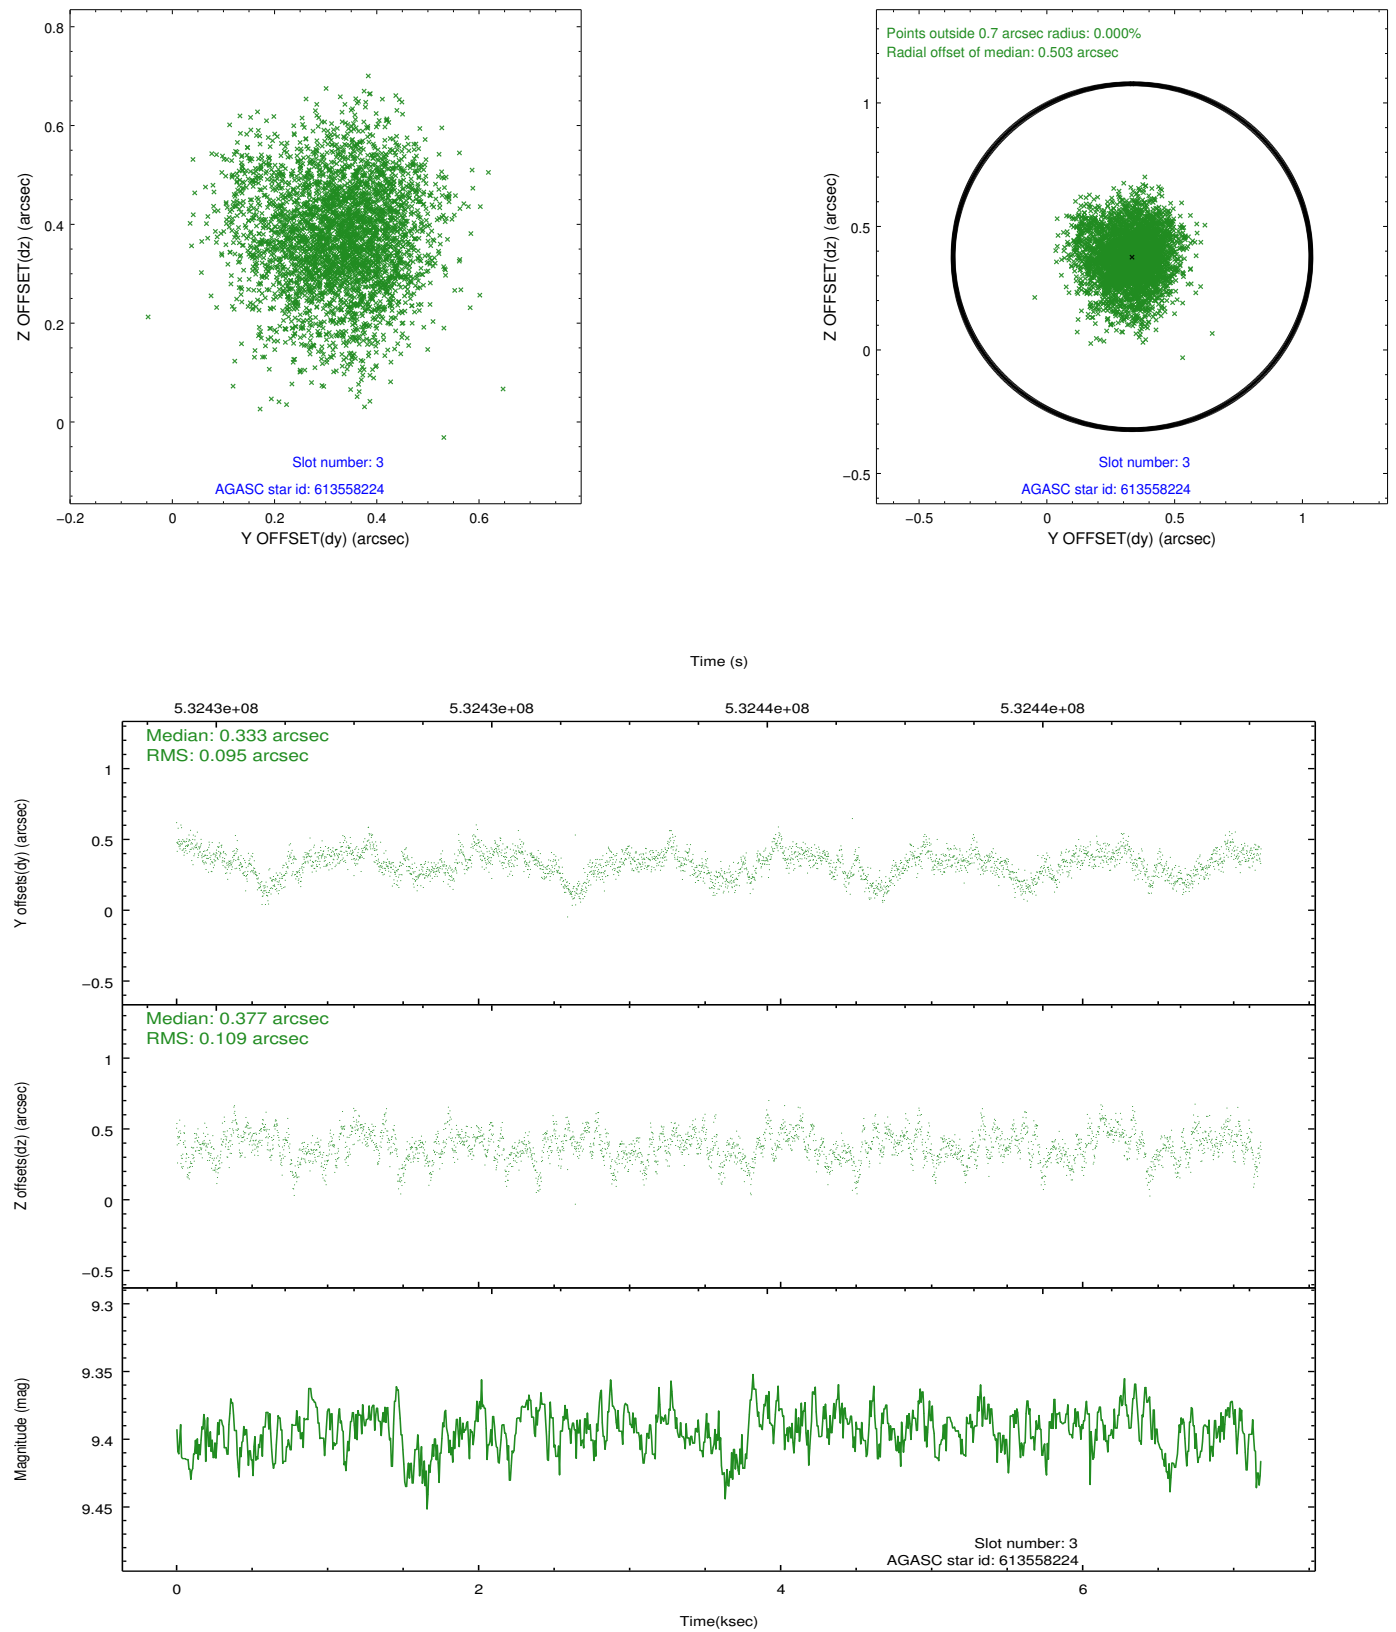 0.8
0.6
0.4
0.2
0
−0.2
0
0.2
0.4
0.6
Z OFFSET(dz) (arcsec)
Y OFFSET(dy) (arcsec)
Slot number: 3
AGASC star id: 613558224
Points outside 0.7 arcsec radius: 0.000%
Radial offset of median: 0.503 arcsec
1
0.5
0
−0.5
−0.5
0
0.5
1
Z OFFSET(dz) (arcsec)
Y OFFSET(dy) (arcsec)
Slot number: 3
AGASC star id: 613558224
Time (s)
5.3243e+08
5.3243e+08
5.3244e+08
5.3244e+08
Median: 0.333 arcsec
RMS: 0.095 arcsec
1
0.5
0
−0.5
Y offsets(dy) (arcsec)
Median: 0.377 arcsec
RMS: 0.109 arcsec
1
0.5
0
−0.5
Z offsets(dz) (arcsec)
9.3
9.35
9.4
9.45
Magnitude (mag)
Slot number: 3
AGASC star id: 613558224
0
2
4
6
Time(ksec)